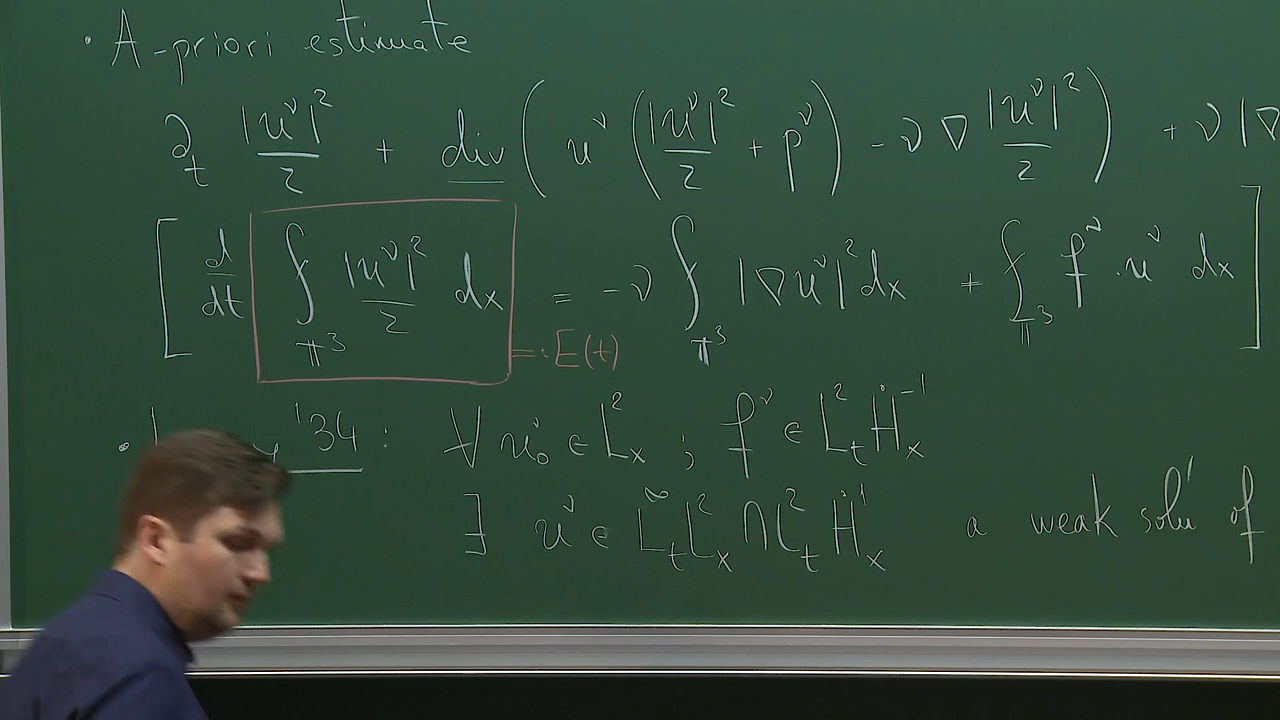 • A-priori estimate
∂_t |u^ν|²/2 + div ( u^ν ( |u^ν|²/2 + p^ν ) - ν ∇ |u^ν|²/2 ) + ν |∇
[ d/dt ∫_{𝕋³} |u^ν|²/2 dx = -ν ∫_{𝕋³} |∇u^ν|² dx + ∫_{𝕋³} f^ν · u^ν dx ]
=: E(t)
• '34 : ∀ u_0^ν ∈ L²_x ; f^ν ∈ L²_t Ḣ^{-1}_x
∃ u^ν ∈ L^∞_t L²_x ∩ L²_t Ḣ¹_x a weak sol^n of